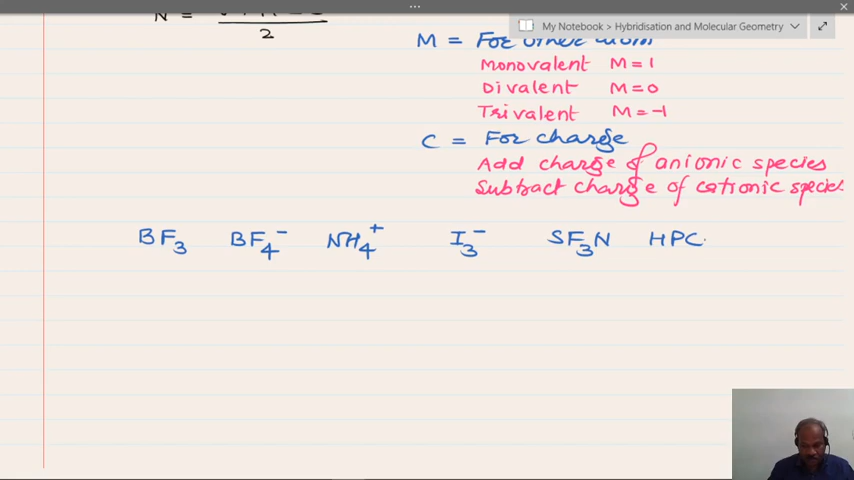 My Notebook > Hybridisation and Molecular Geometry
N =
2
M = For other atom
Monovalent M = 1
Divalent M = 0
Trivalent M = -1
C = For charge
Add charge of anionic species
Subtract charge of cationic species
BF₃ BF₄⁻ NH₄⁺ I₃⁻ SF₃N HPC